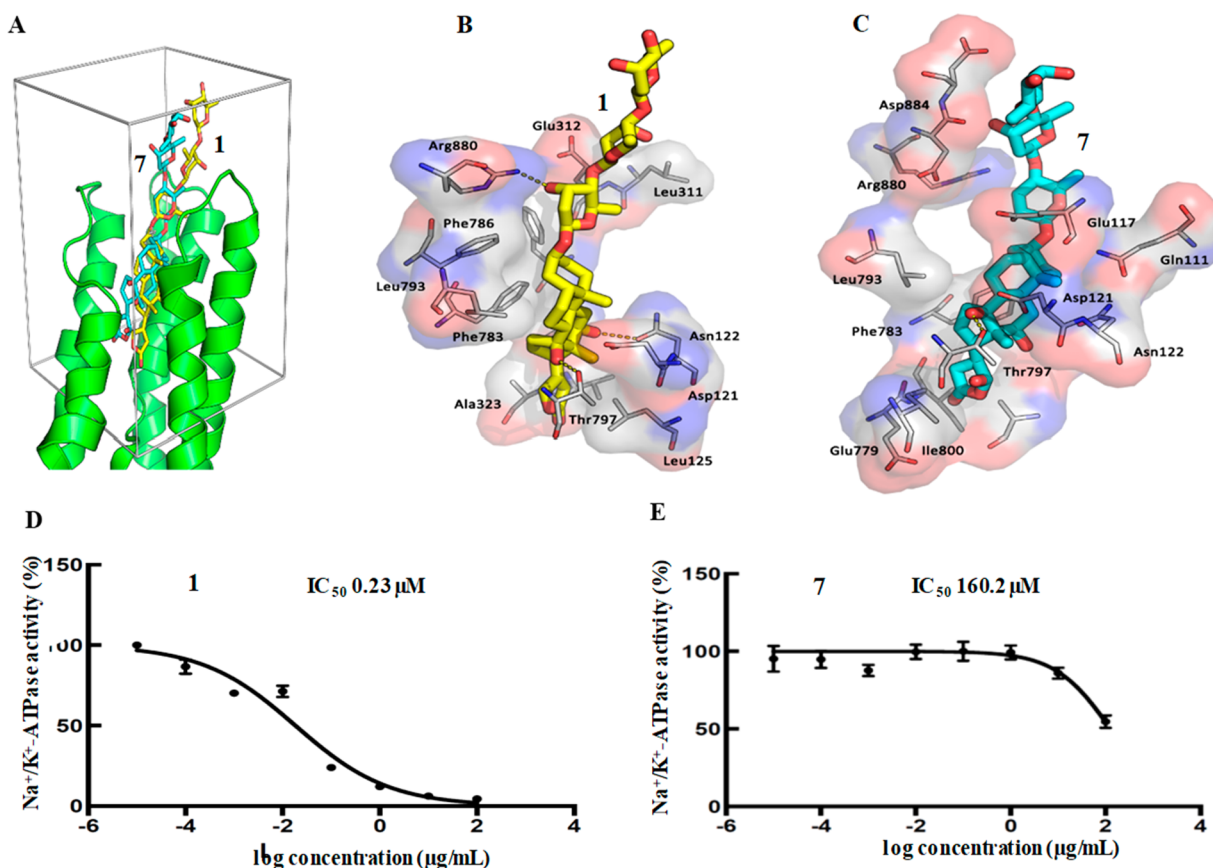 A
7
1
B
1
Glu312
Arg880
Leu311
Phe786
Leu793
Phe783
Asn122
Asp121
Ala323
Thr797
Leu125
C
Asp884
7
Arg880
Glu117
Gln111
Leu793
Asp121
Phe783
Asn122
Thr797
Glu779
Ile800
D
1
IC₅₀ 0.23 μM
Na⁺/K⁺-ATPase activity (%)
150
100
50
0
-6
-4
-2
0
2
4
log concentration (μg/mL)
E
7
IC₅₀ 160.2 μM
Na⁺/K⁺-ATPase activity (%)
150
100
50
0
-6
-4
-2
0
2
4
log concentration (μg/mL)